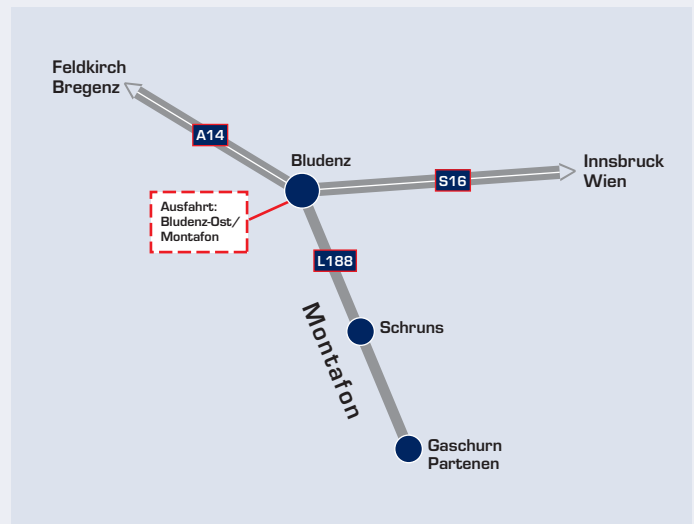 Feldkirch
Bregenz
A14
Bludenz
Innsbruck
Wien
S16
Ausfahrt:
Bludenz-Ost/
Montafon
L188
Montafon
Schruns
Gaschurn
Partenen